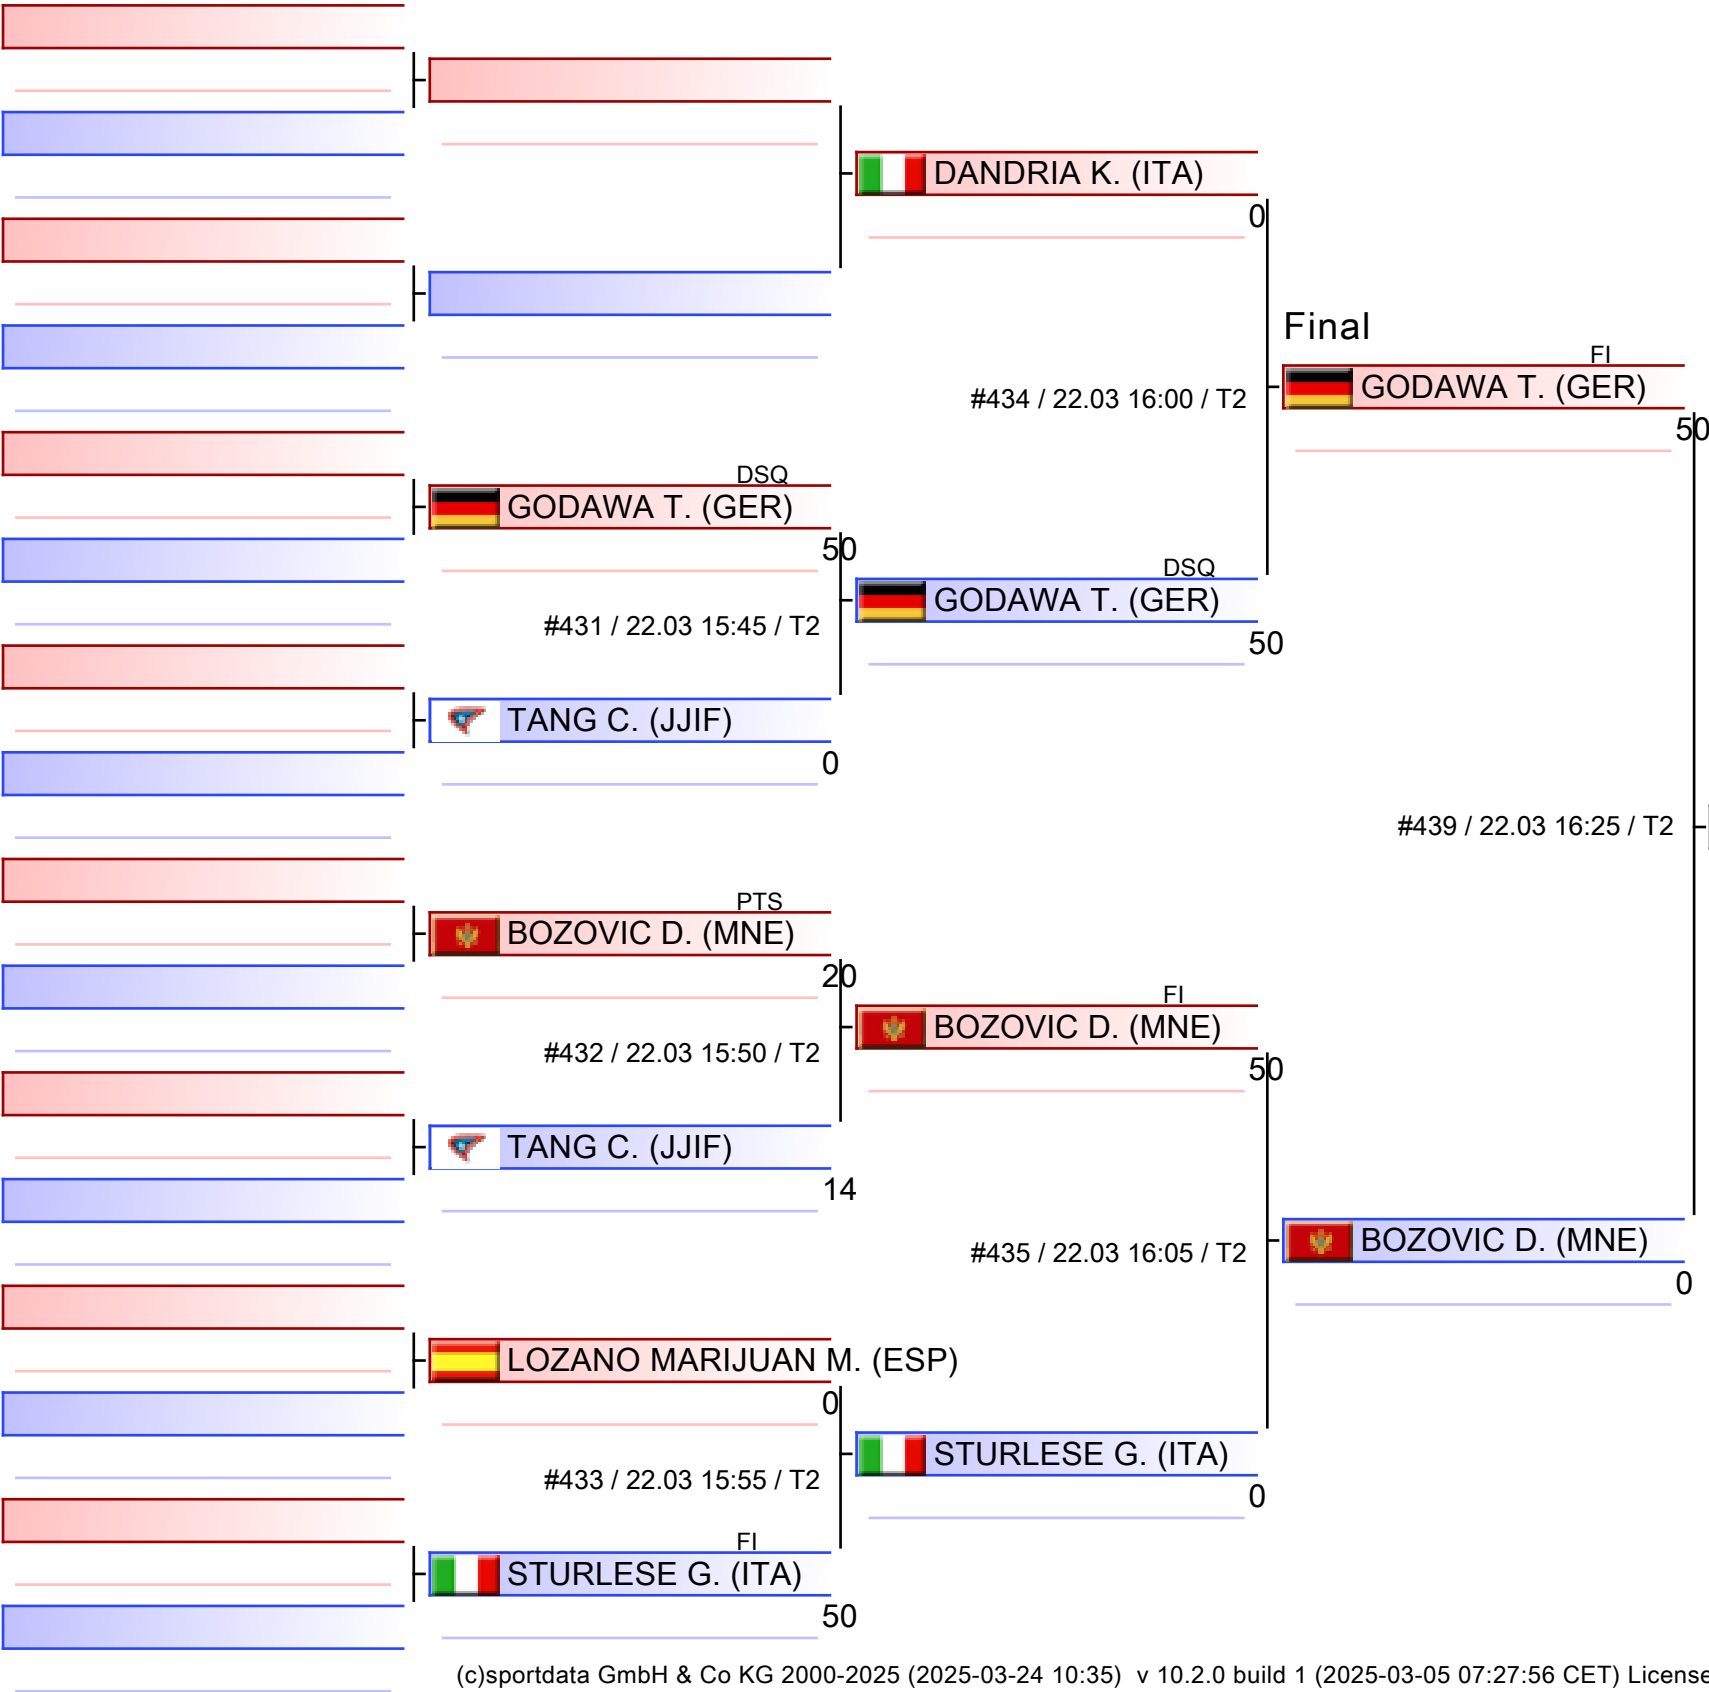 DANDRIA K. (ITA)
0
Final
FI
GODAWA T. (GER)
50
#434 / 22.03 16:00 / T2
DSQ
GODAWA T. (GER)
50
DSQ
GODAWA T. (GER)
50
#431 / 22.03 15:45 / T2
TANG C. (JJIF)
0
#439 / 22.03 16:25 / T2
PTS
BOZOVIC D. (MNE)
20
FI
BOZOVIC D. (MNE)
50
#432 / 22.03 15:50 / T2
TANG C. (JJIF)
14
#435 / 22.03 16:05 / T2
BOZOVIC D. (MNE)
0
LOZANO MARIJUAN M. (ESP)
0
STURLESE G. (ITA)
0
#433 / 22.03 15:55 / T2
FI
STURLESE G. (ITA)
50
(c)sportdata GmbH & Co KG 2000-2025 (2025-03-24 10:35) v 10.2.0 build 1 (2025-03-05 07:27:56 CET) License